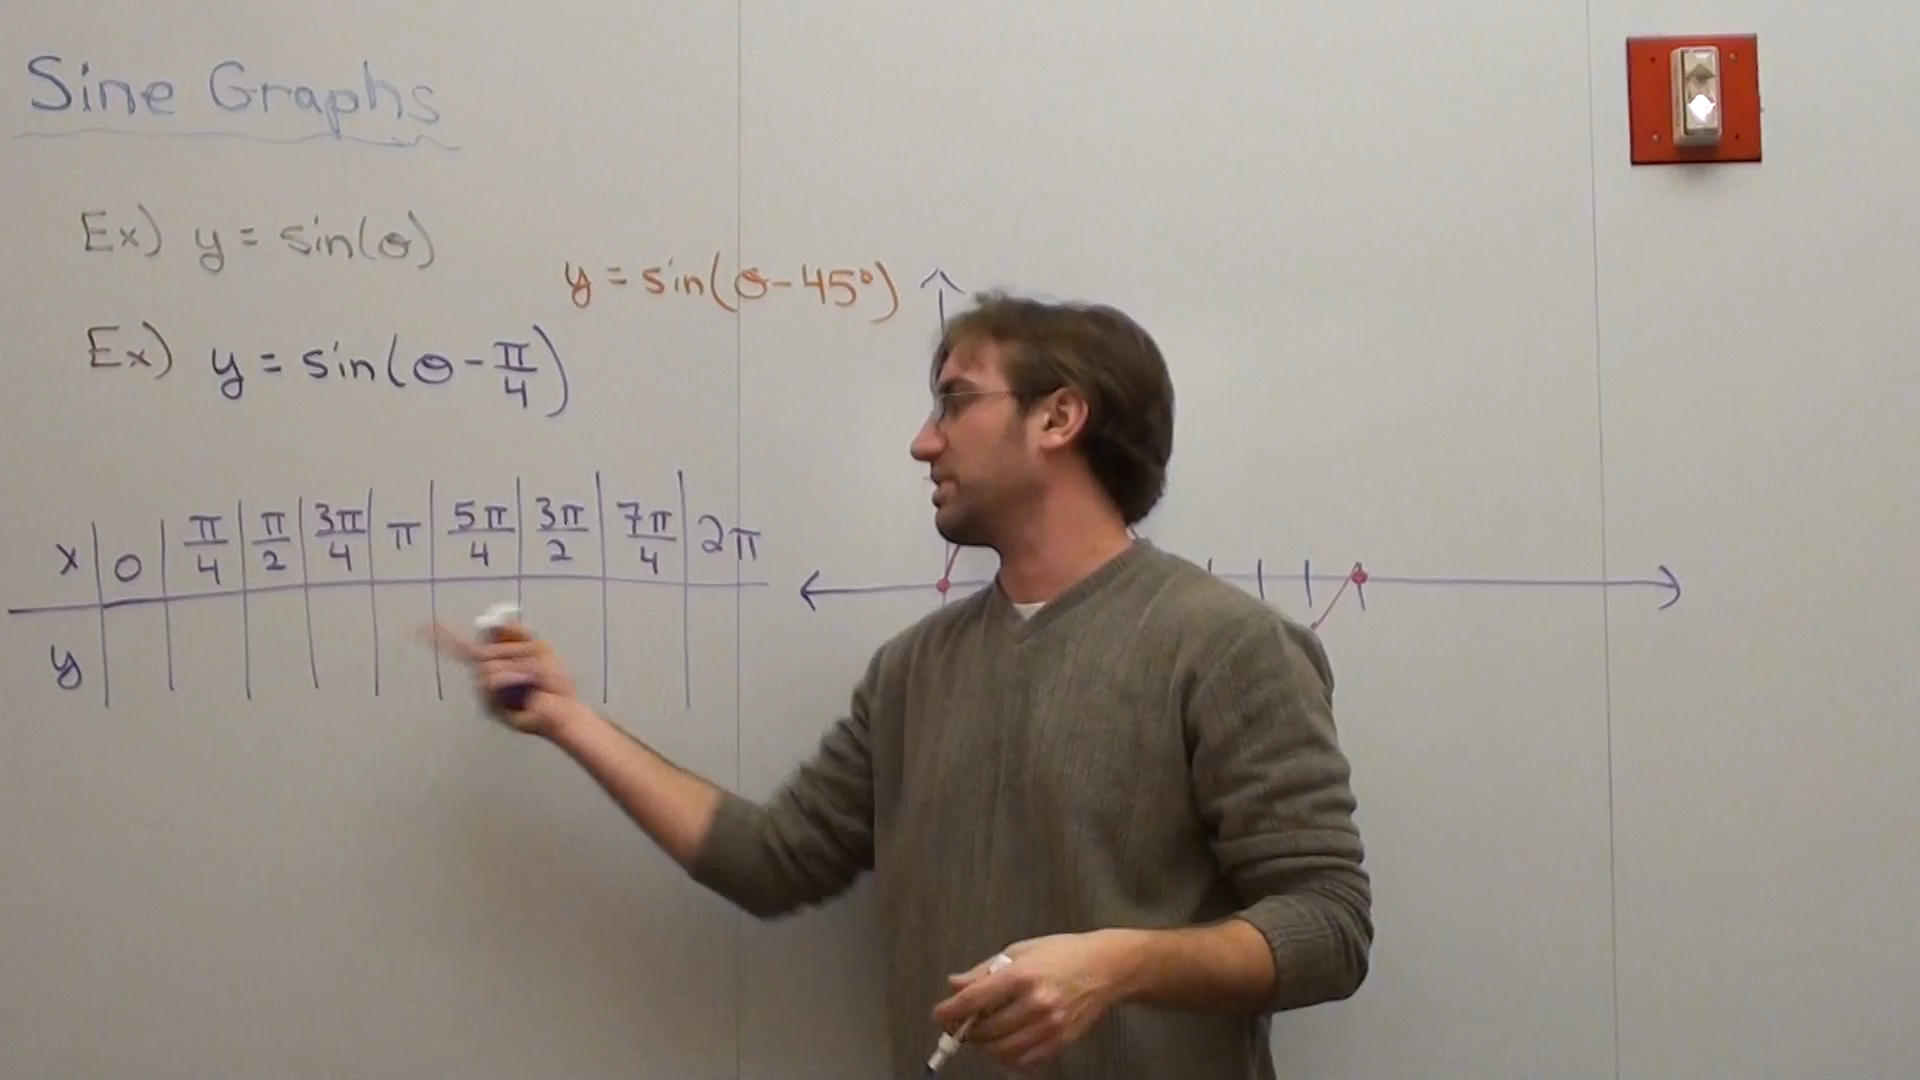 Sine Graphs
Ex) y = sin(θ)
y = sin(θ - 45°)
Ex) y = sin(θ - π/4)
x | 0 | π/4 | π/2 | 3π/4 | π | 5π/4 | 3π/2 | 7π/4 | 2π
y